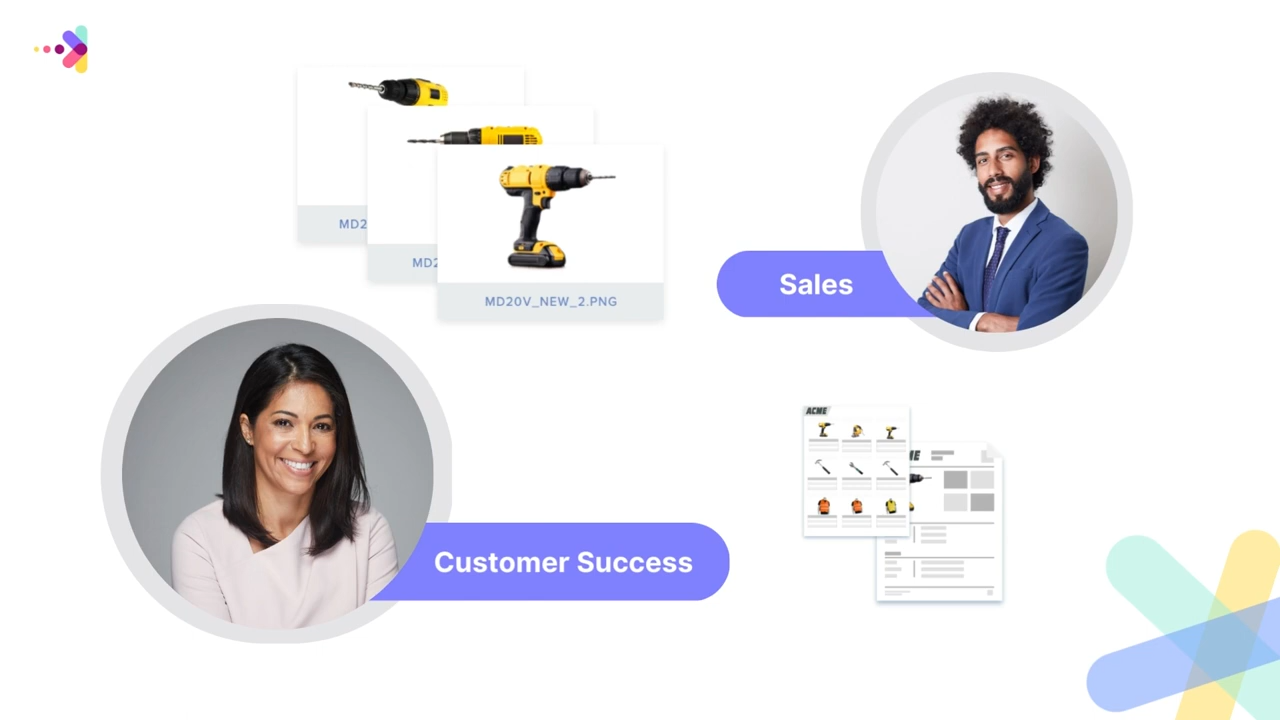 MD2
MD2
MD20V_NEW_2.PNG
Sales
Customer Success
ACME